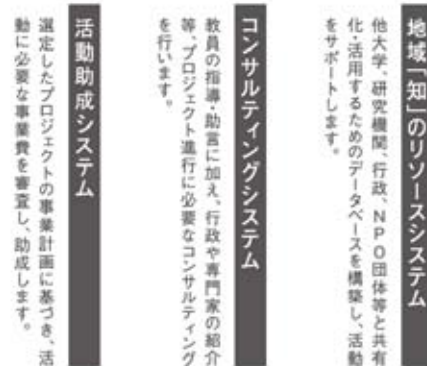 地域「知」のリソースシステム
他大学、研究機関、行政、NPO団体等と共有
化・活用するためのデータベースを構築し、活動
をサポートします。
コンサルティングシステム
教員の指導・助言に加え、行政や専門家の紹介
等、プロジェクト進行に必要なコンサルティング
を行います。
活動助成システム
選定したプロジェクトの事業計画に基づき、活
動に必要な事業費を審査し、助成します。